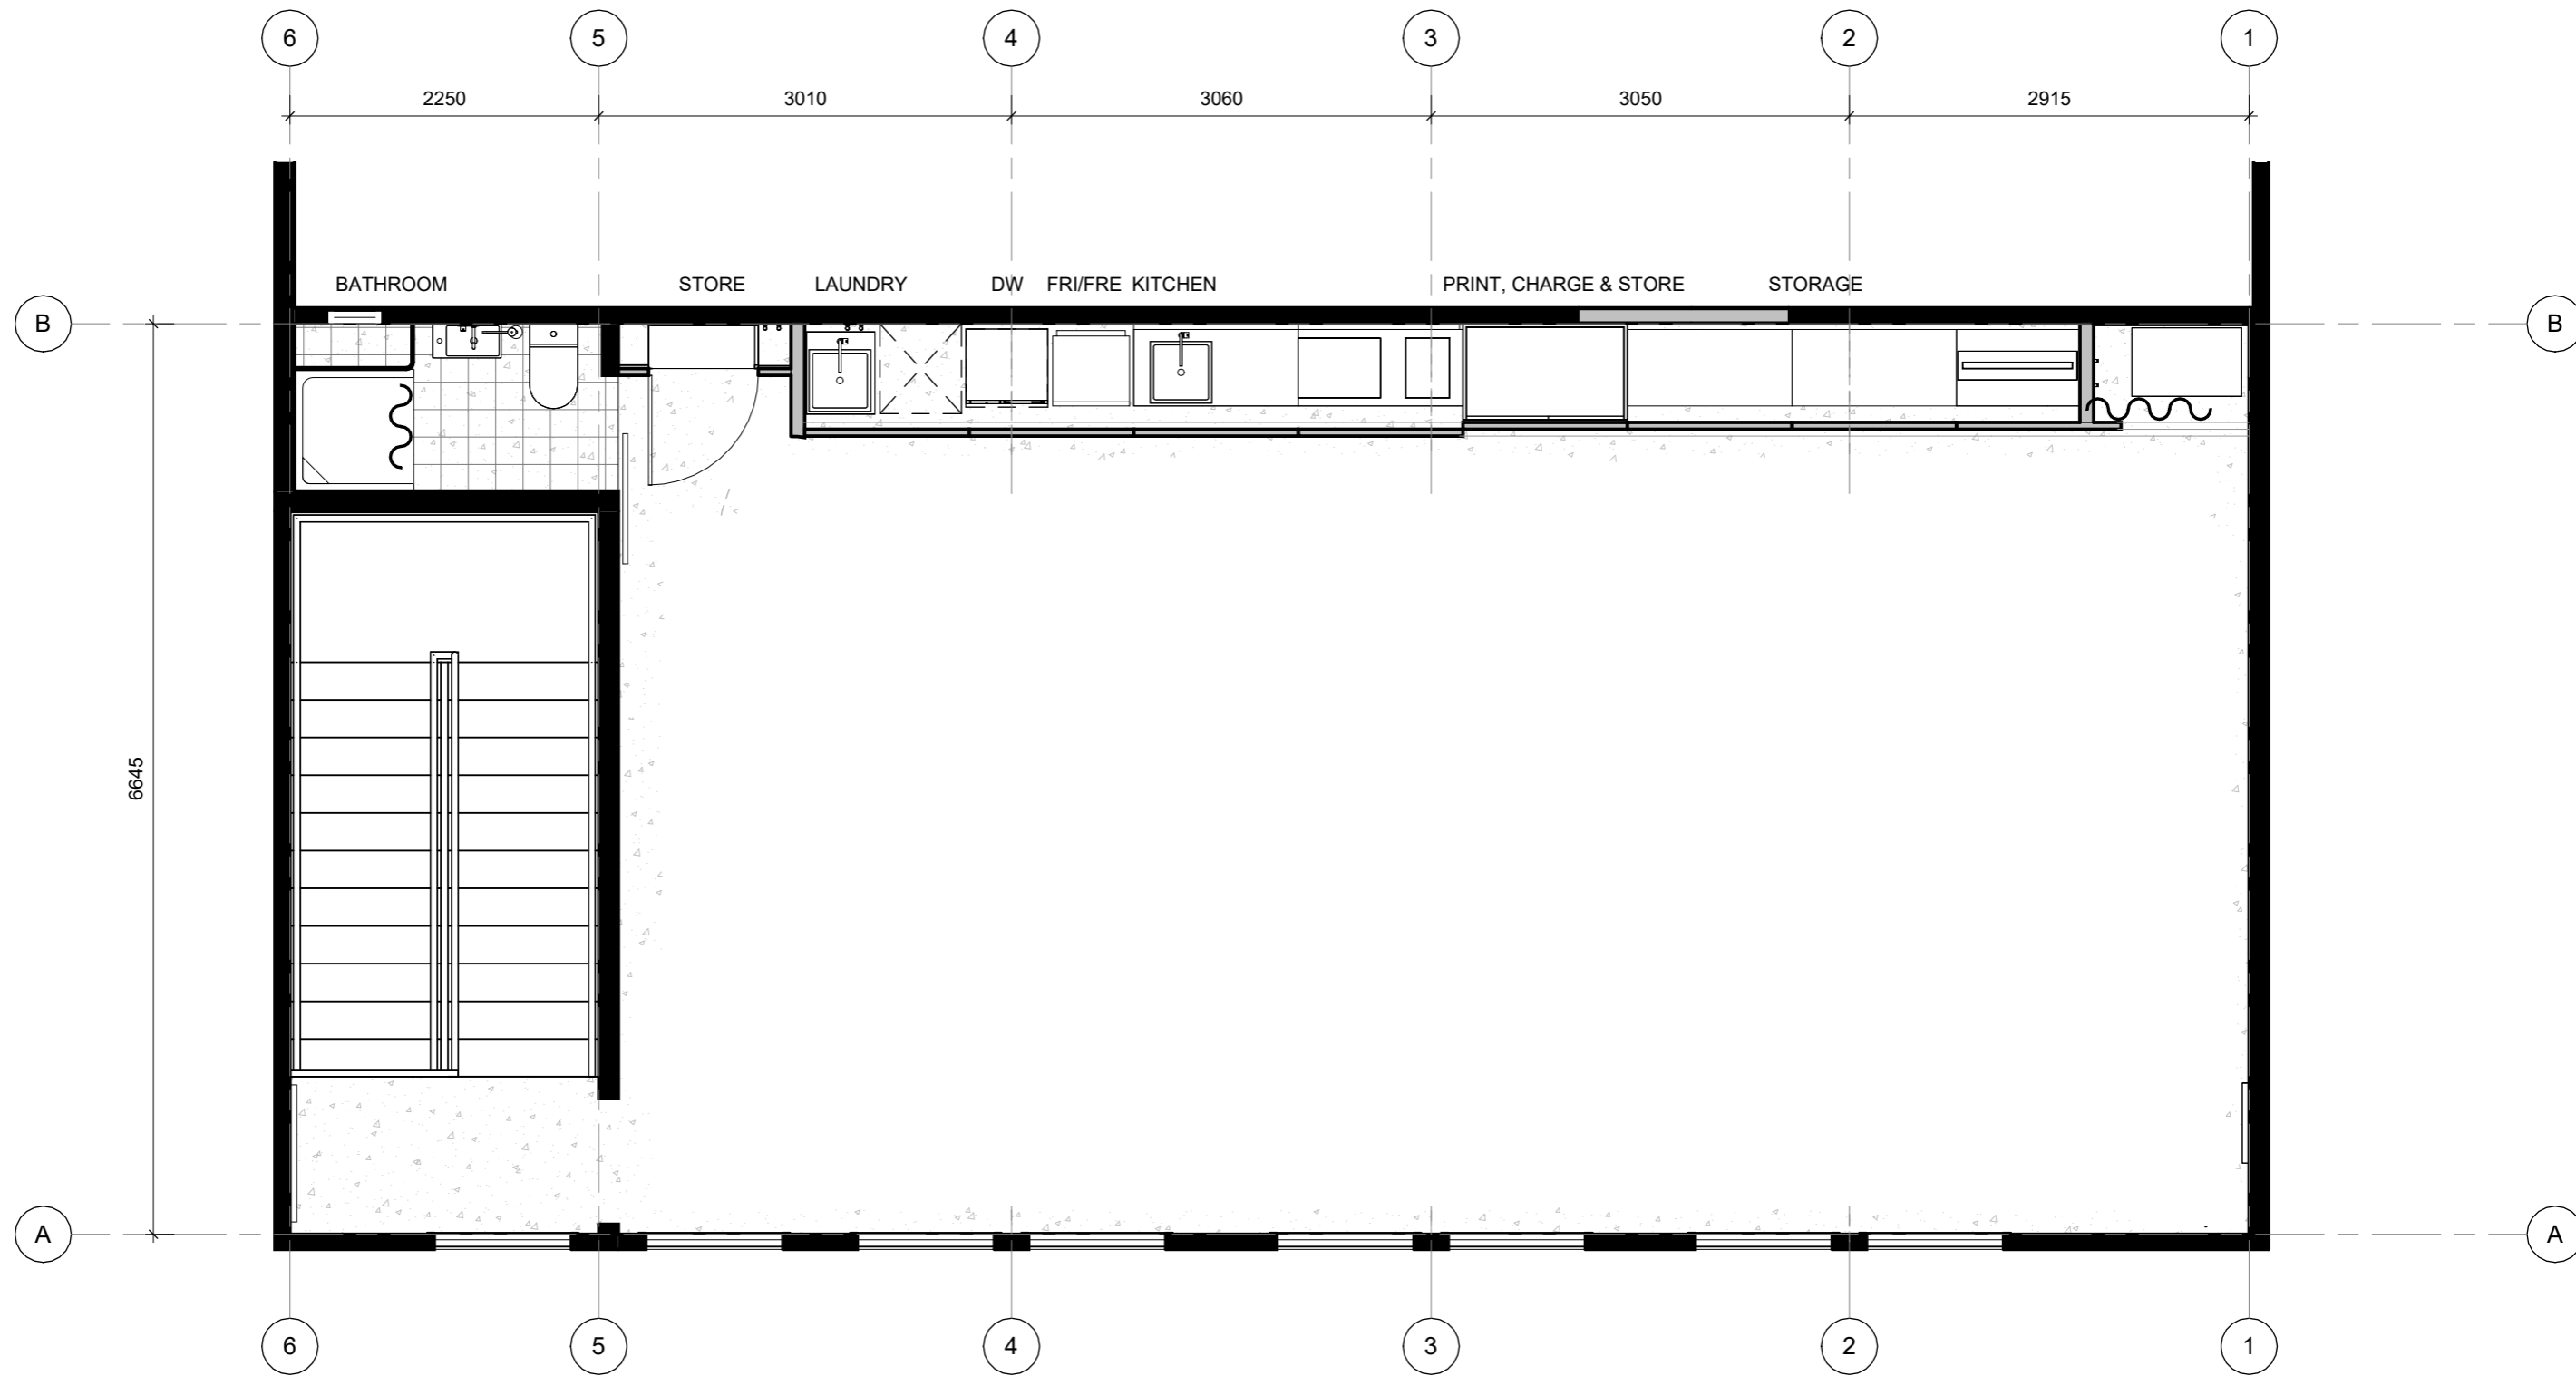 6 5 4 3 2 1
2250 3010 3060 3050 2915
BATHROOM STORE LAUNDRY DW FRI/FRE KITCHEN PRINT, CHARGE & STORE STORAGE
B B
6645
A A
6 5 4 3 2 1